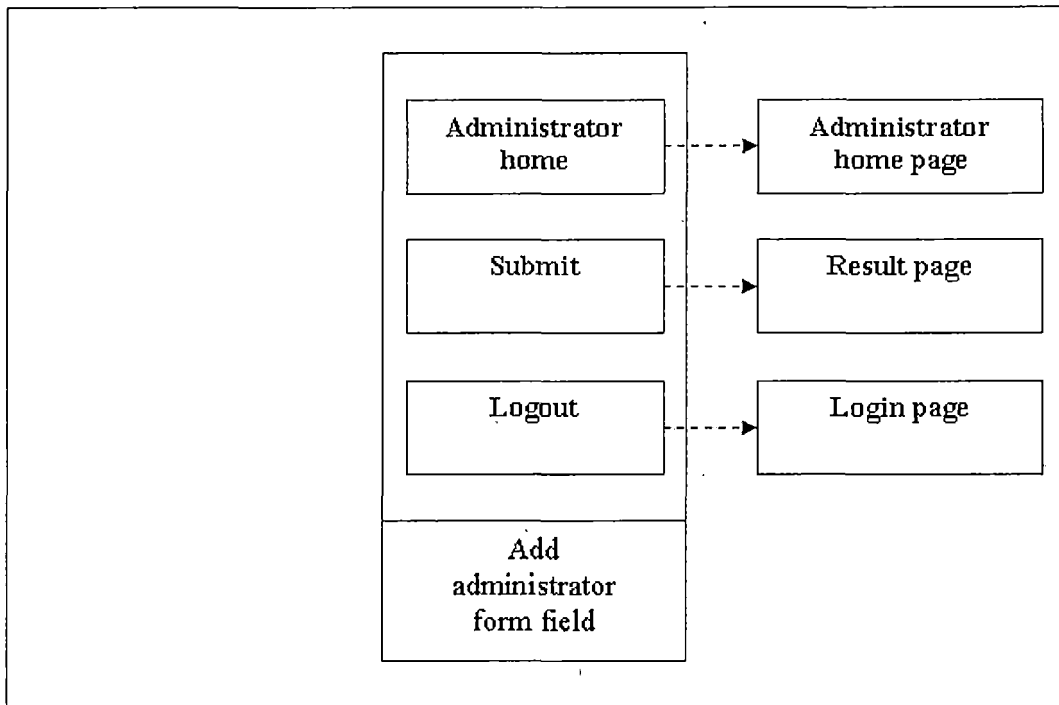 Administrator
home
Administrator
home page
Submit
Result page
Logout
Login page
Add
administrator
form field